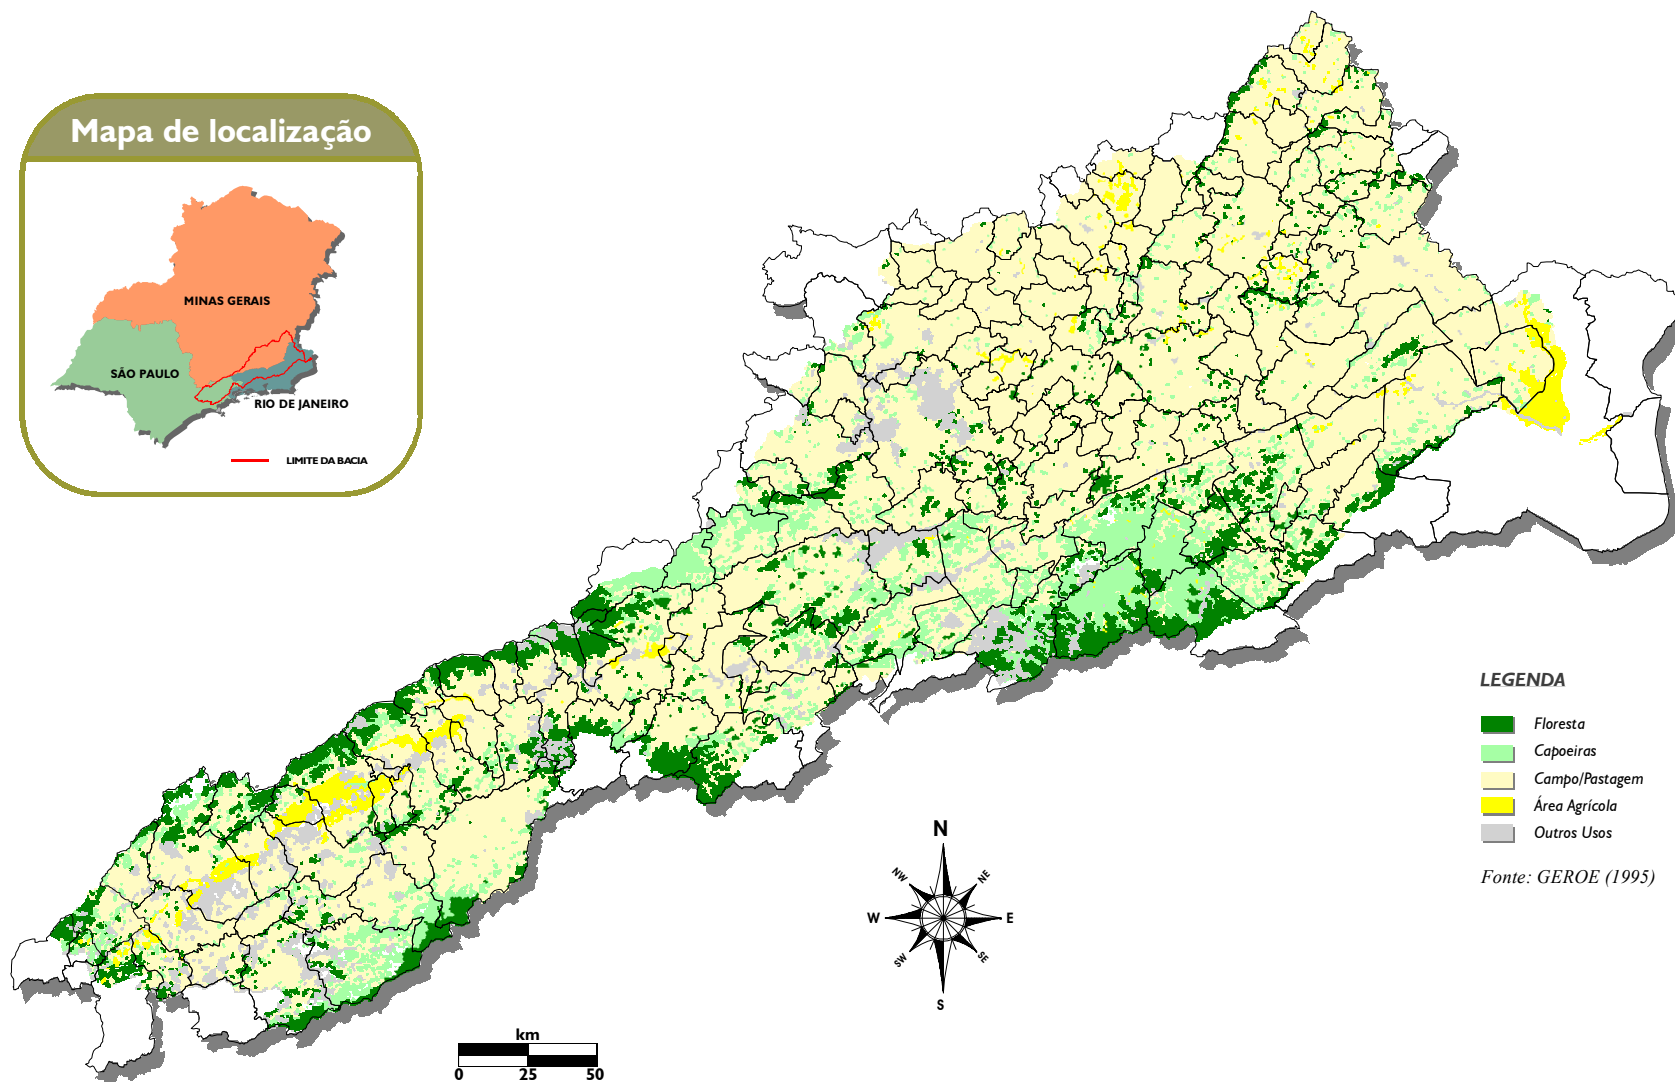 Mapa de localização
MINAS GERAIS
SÂO PAULO
RIO DE JANEIRO
LIMITE DA BACIA
LEGENDA
Floresta
Capoeiras
Campo/Pastagem
Área Agrícola
Outros Usos
Fonte: GEROE (1995)
N
NW
NE
W
E
SW
SE
S
km
0 25 50